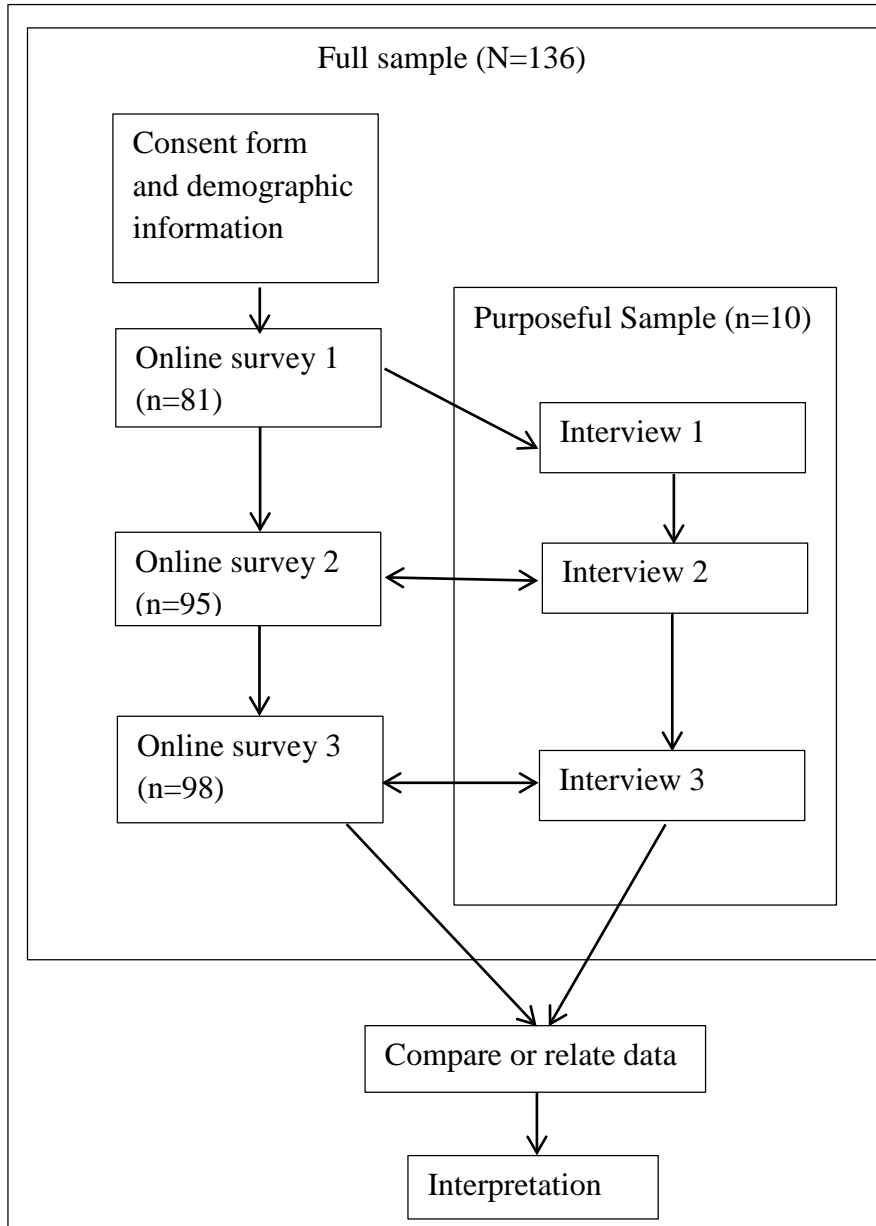 Full sample (N=136)
Consent form
and demographic
information
Purposeful Sample (n=10)
Online survey 1
(n=81)
Interview 1
Online survey 2
(n=95)
Interview 2
Online survey 3
(n=98)
Interview 3
Compare or relate data
Interpretation